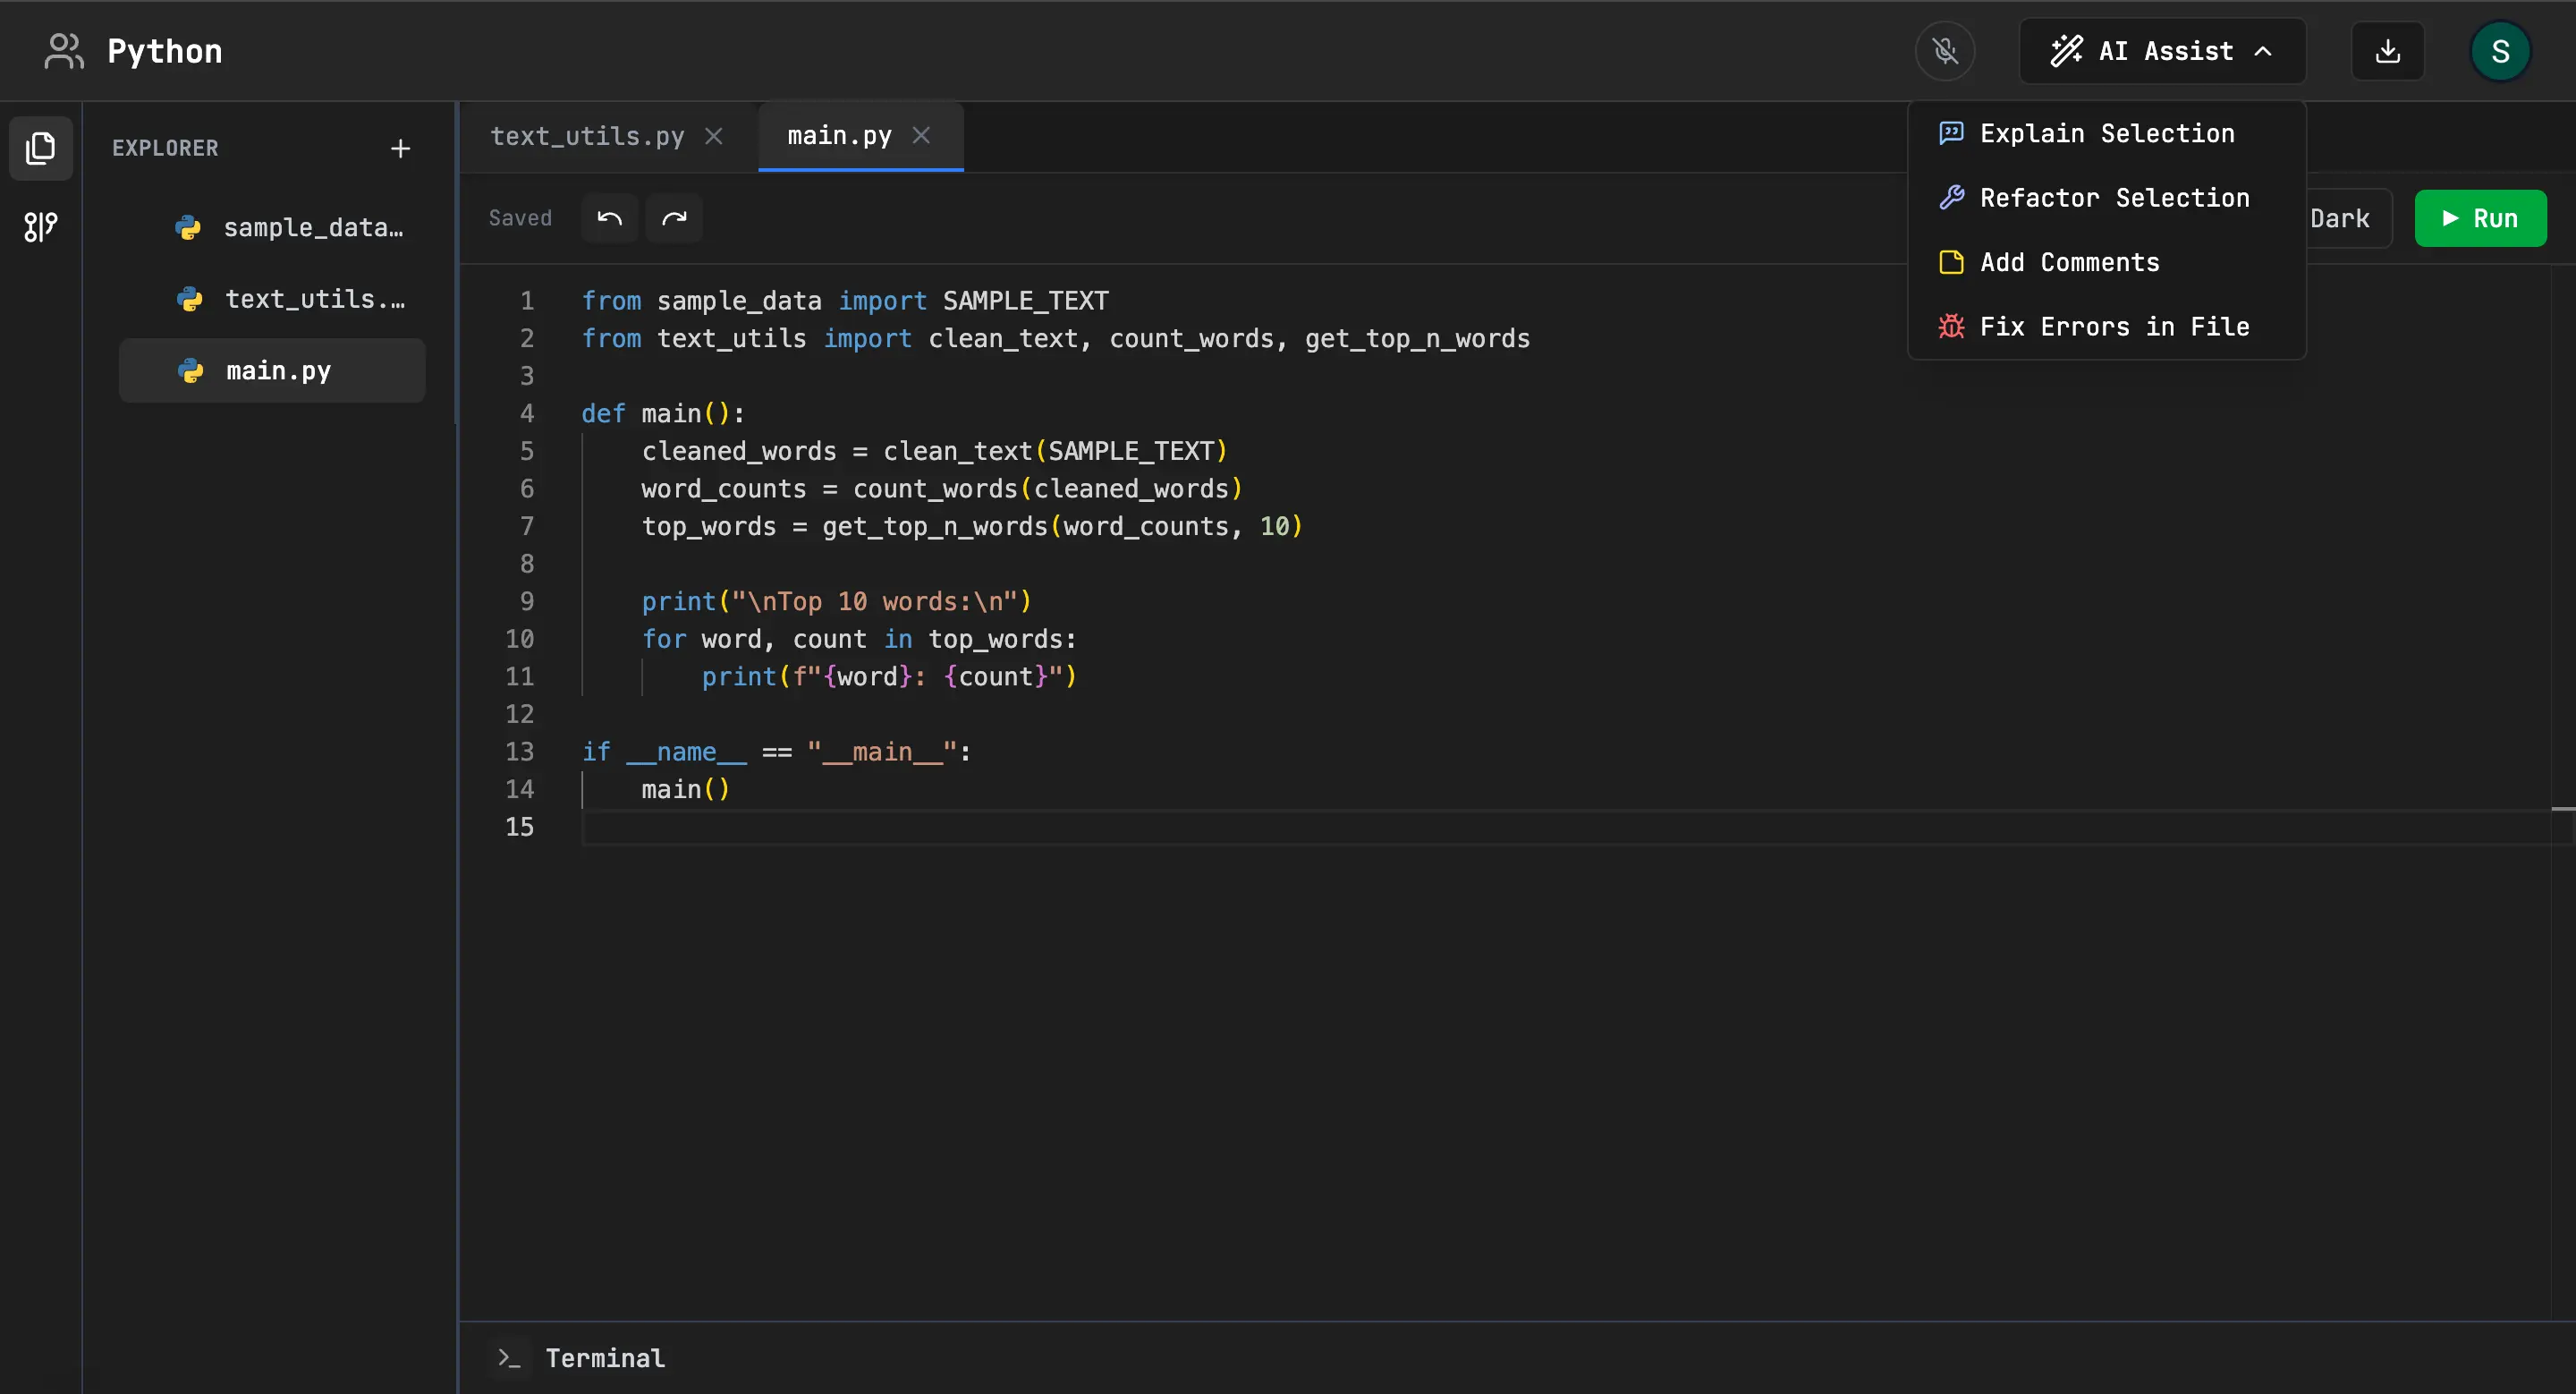 Python
AI Assist
S
EXPLORER
sample_data…
text_utils.…
main.py
text_utils.py
main.py
Saved
Explain Selection
Refactor Selection
Add Comments
Fix Errors in File
Dark
Run
1 from sample_data import SAMPLE_TEXT
2 from text_utils import clean_text, count_words, get_top_n_words
3
4 def main():
5     cleaned_words = clean_text(SAMPLE_TEXT)
6     word_counts = count_words(cleaned_words)
7     top_words = get_top_n_words(word_counts, 10)
8
9     print("\nTop 10 words:\n")
10     for word, count in top_words:
11         print(f"{word}: {count}")
12
13 if __name__ == "__main__":
14     main()
15
Terminal